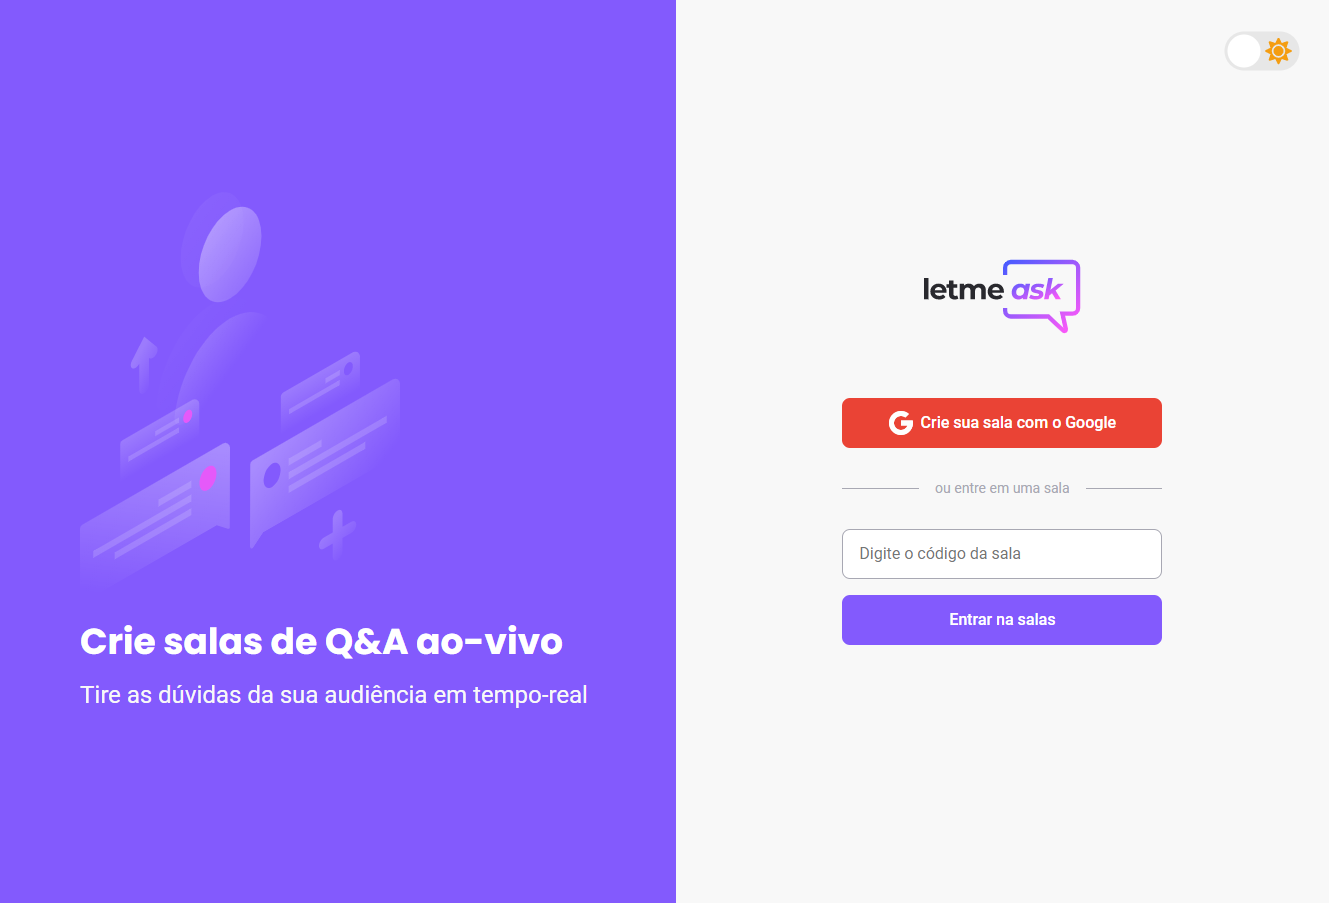 Crie salas de Q&A ao-vivo
Tire as dúvidas da sua audiência em tempo-real
letme ask
Crie sua sala com o Google
ou entre em uma sala
Digite o código da sala
Entrar na salas